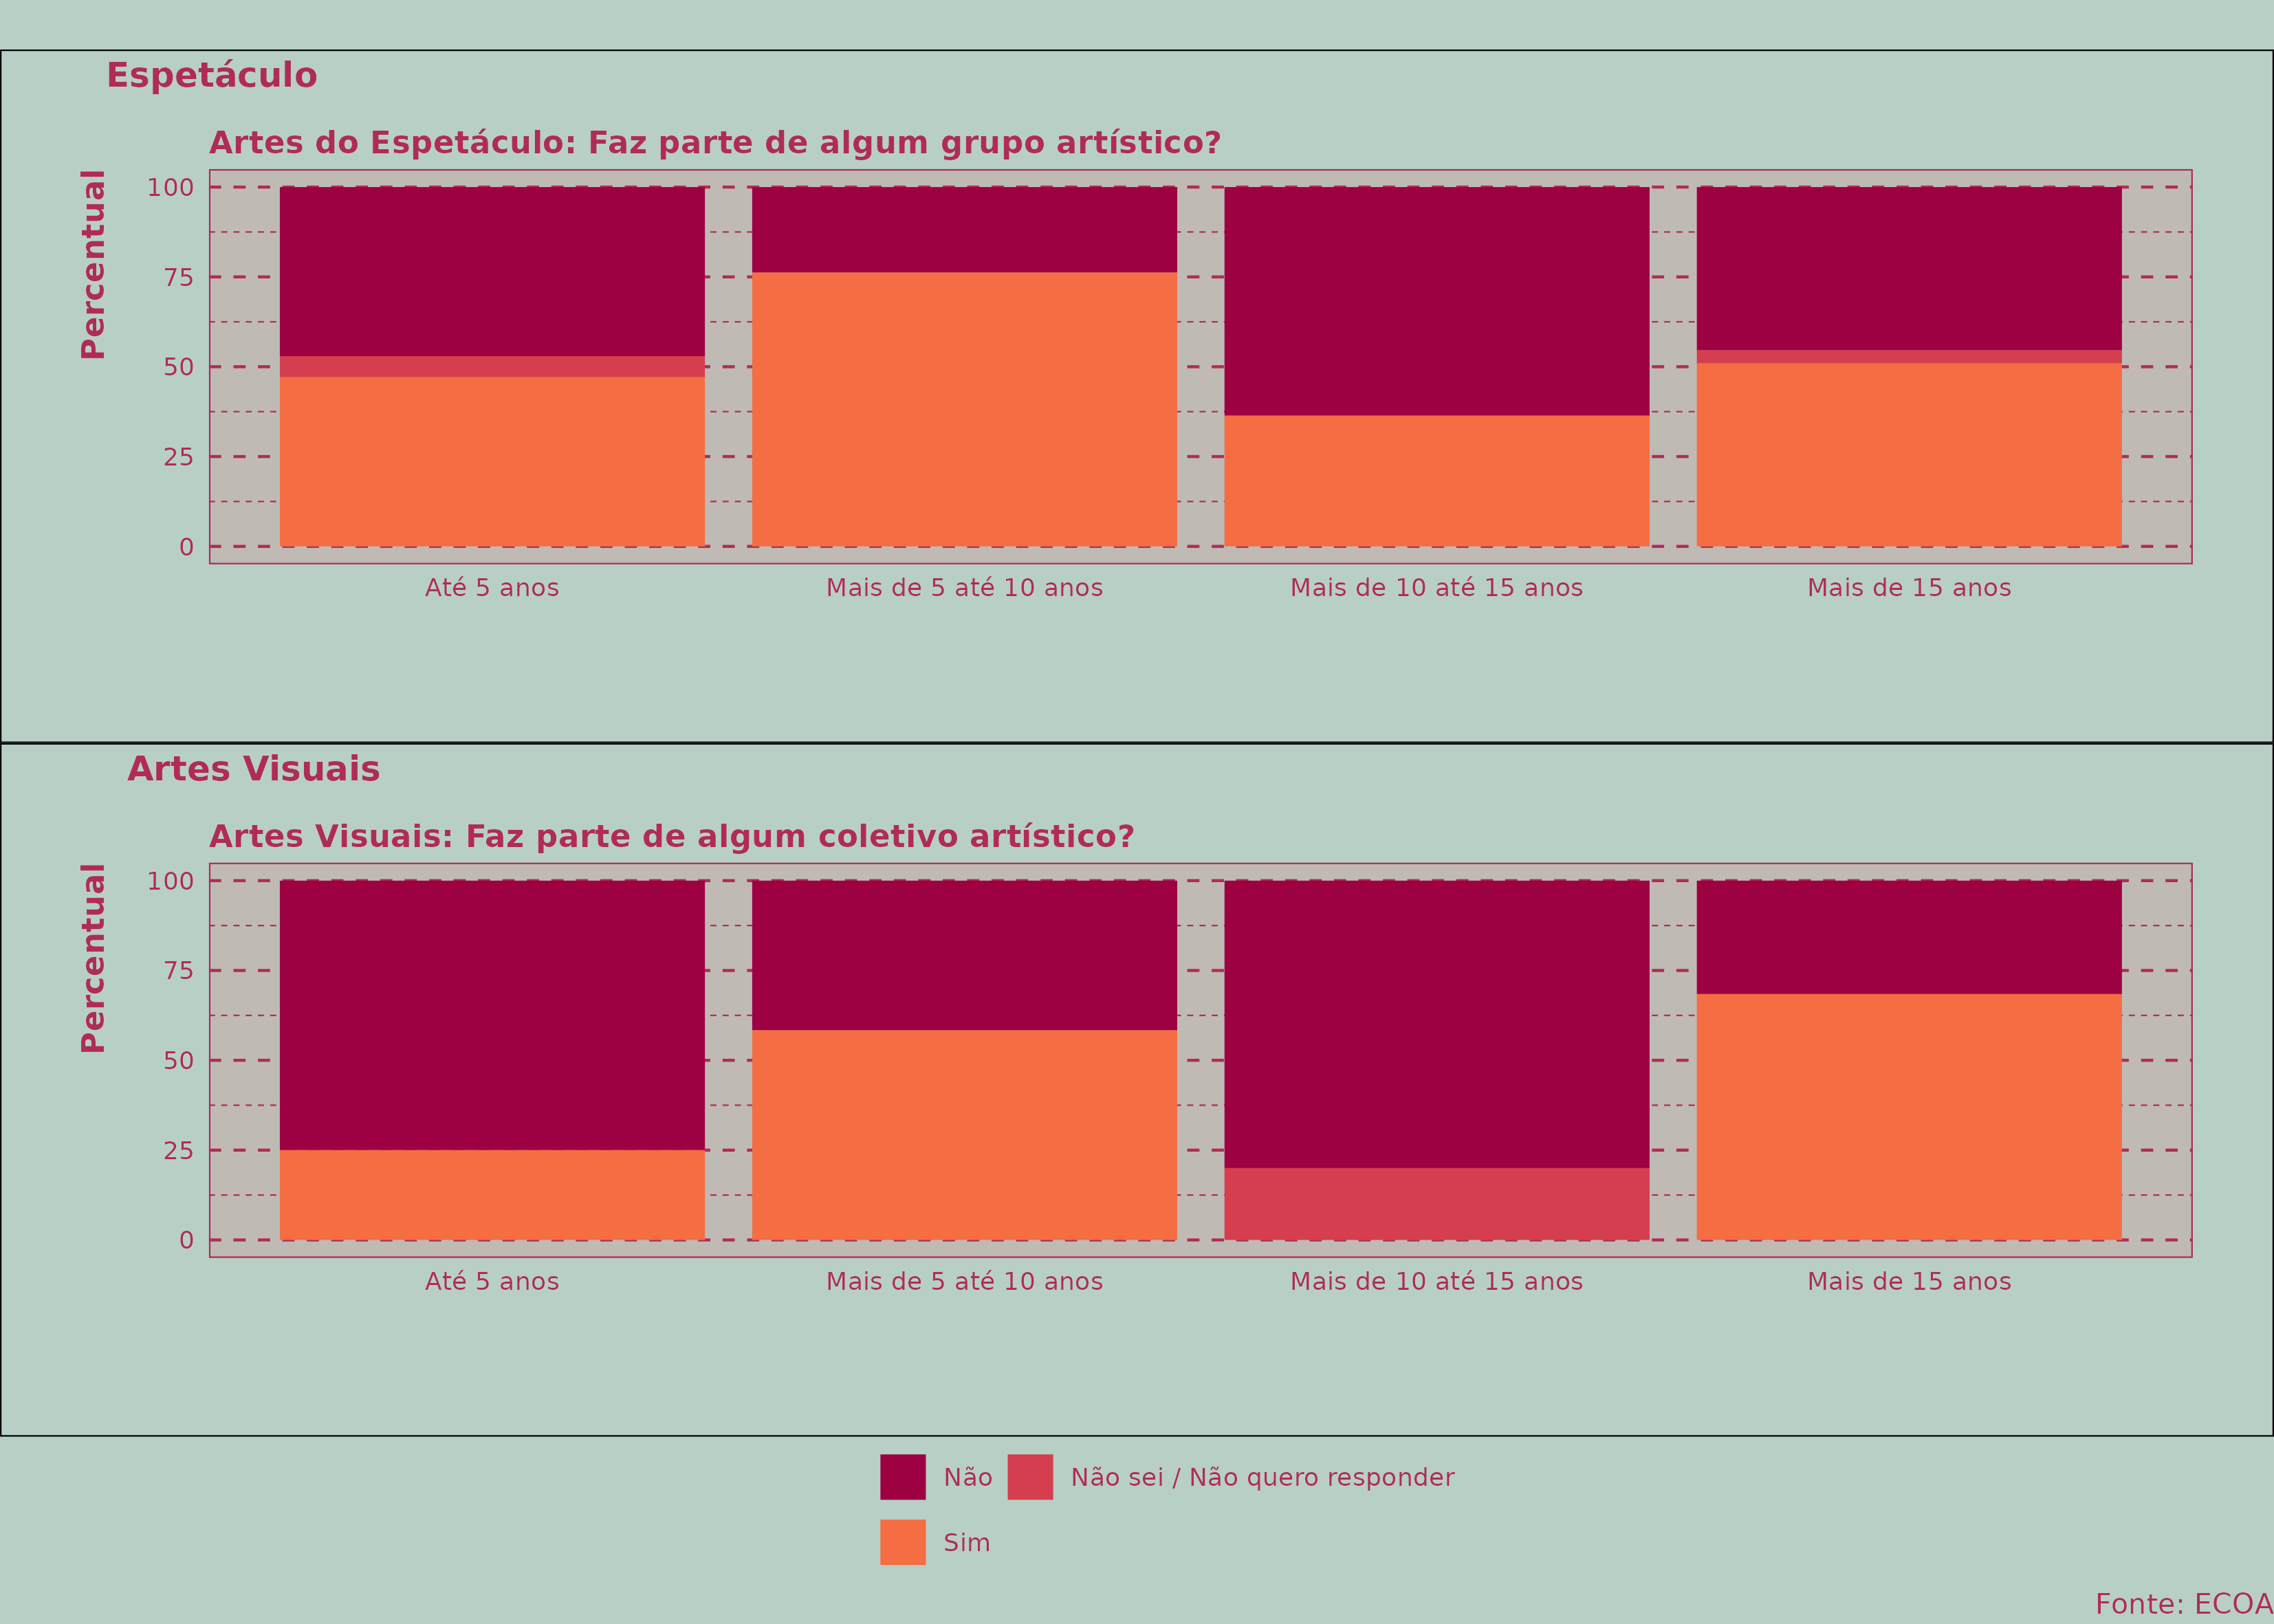 Espetáculo
Artes do Espetáculo: Faz parte de algum grupo artístico?
Percentual
100
75
50
25
0
Até 5 anos
Mais de 5 até 10 anos
Mais de 10 até 15 anos
Mais de 15 anos
Artes Visuais
Artes Visuais: Faz parte de algum coletivo artístico?
Percentual
100
75
50
25
0
Até 5 anos
Mais de 5 até 10 anos
Mais de 10 até 15 anos
Mais de 15 anos
Não
Não sei / Não quero responder
Sim
Fonte: ECOA